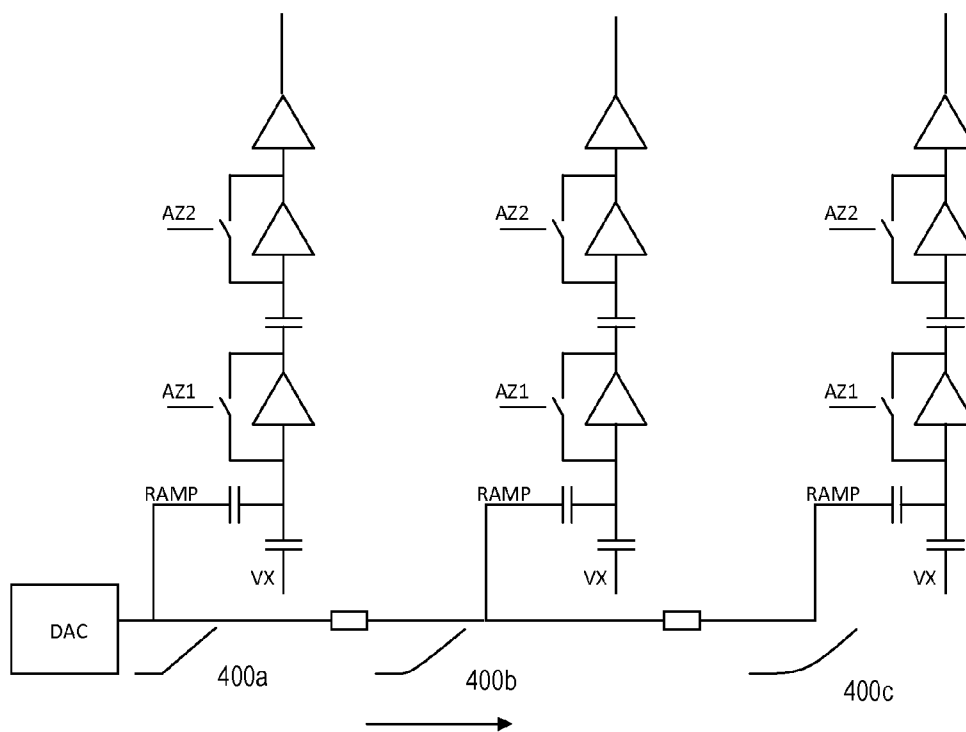 AZ2
AZ2
AZ2
AZ1
AZ1
AZ1
RAMP
RAMP
RAMP
VX
VX
VX
DAC
400a
400b
400c